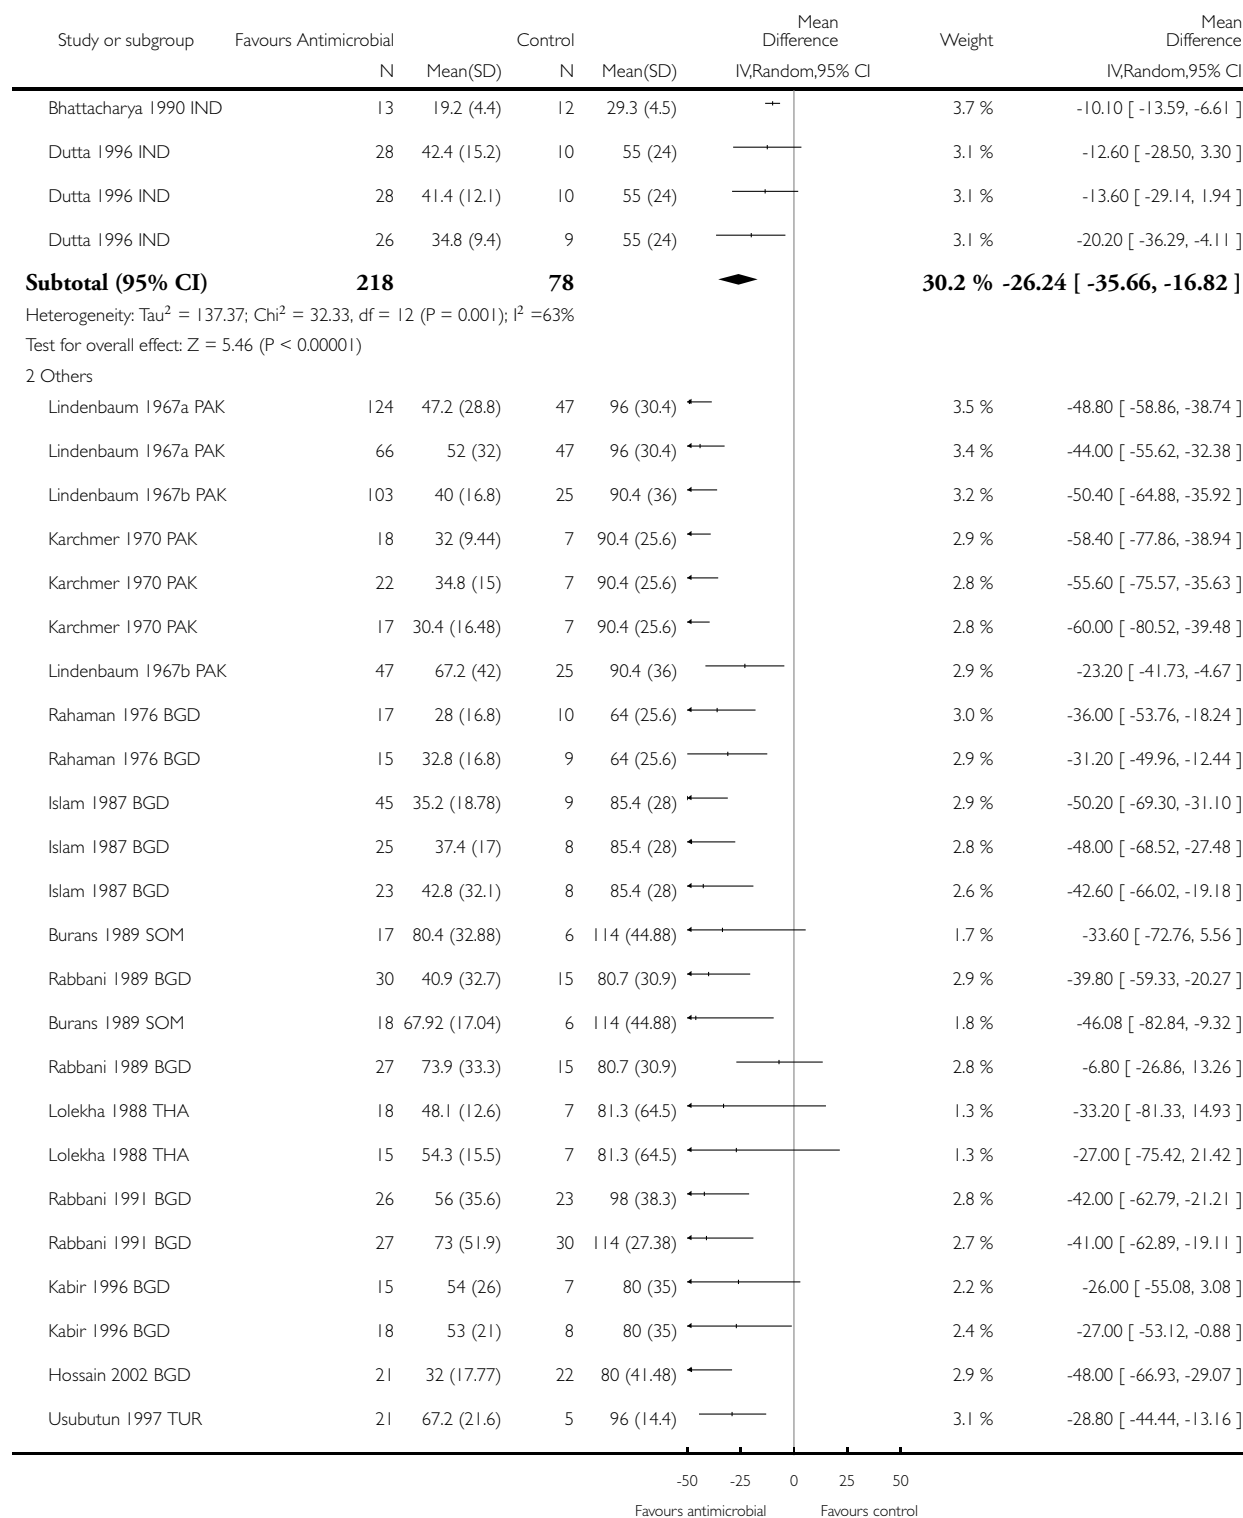 Study or subgroup Favours Antimicrobial Control Mean Difference Weight Mean Difference
N Mean(SD) N Mean(SD) IV,Random,95% CI IV,Random,95% CI
Bhattacharya 1990 IND 13 19.2 (4.4) 12 29.3 (4.5) 3.7 % -10.10 [ -13.59, -6.61 ]
Dutta 1996 IND 28 42.4 (15.2) 10 55 (24) 3.1 % -12.60 [ -28.50, 3.30 ]
Dutta 1996 IND 28 41.4 (12.1) 10 55 (24) 3.1 % -13.60 [ -29.14, 1.94 ]
Dutta 1996 IND 26 34.8 (9.4) 9 55 (24) 3.1 % -20.20 [ -36.29, -4.11 ]
Subtotal (95% CI) 218 78 30.2 % -26.24 [ -35.66, -16.82 ]
Heterogeneity: Tau² = 137.37; Chi² = 32.33, df = 12 (P = 0.001); I² =63%
Test for overall effect: Z = 5.46 (P < 0.00001)
2 Others
Lindenbaum 1967a PAK 124 47.2 (28.8) 47 96 (30.4) 3.5 % -48.80 [ -58.86, -38.74 ]
Lindenbaum 1967a PAK 66 52 (32) 47 96 (30.4) 3.4 % -44.00 [ -55.62, -32.38 ]
Lindenbaum 1967b PAK 103 40 (16.8) 25 90.4 (36) 3.2 % -50.40 [ -64.88, -35.92 ]
Karchmer 1970 PAK 18 32 (9.44) 7 90.4 (25.6) 2.9 % -58.40 [ -77.86, -38.94 ]
Karchmer 1970 PAK 22 34.8 (15) 7 90.4 (25.6) 2.8 % -55.60 [ -75.57, -35.63 ]
Karchmer 1970 PAK 17 30.4 (16.48) 7 90.4 (25.6) 2.8 % -60.00 [ -80.52, -39.48 ]
Lindenbaum 1967b PAK 47 67.2 (42) 25 90.4 (36) 2.9 % -23.20 [ -41.73, -4.67 ]
Rahaman 1976 BGD 17 28 (16.8) 10 64 (25.6) 3.0 % -36.00 [ -53.76, -18.24 ]
Rahaman 1976 BGD 15 32.8 (16.8) 9 64 (25.6) 2.9 % -31.20 [ -49.96, -12.44 ]
Islam 1987 BGD 45 35.2 (18.78) 9 85.4 (28) 2.9 % -50.20 [ -69.30, -31.10 ]
Islam 1987 BGD 25 37.4 (17) 8 85.4 (28) 2.8 % -48.00 [ -68.52, -27.48 ]
Islam 1987 BGD 23 42.8 (32.1) 8 85.4 (28) 2.6 % -42.60 [ -66.02, -19.18 ]
Burans 1989 SOM 17 80.4 (32.88) 6 114 (44.88) 1.7 % -33.60 [ -72.76, 5.56 ]
Rabbani 1989 BGD 30 40.9 (32.7) 15 80.7 (30.9) 2.9 % -39.80 [ -59.33, -20.27 ]
Burans 1989 SOM 18 67.92 (17.04) 6 114 (44.88) 1.8 % -46.08 [ -82.84, -9.32 ]
Rabbani 1989 BGD 27 73.9 (33.3) 15 80.7 (30.9) 2.8 % -6.80 [ -26.86, 13.26 ]
Lolekha 1988 THA 18 48.1 (12.6) 7 81.3 (64.5) 1.3 % -33.20 [ -81.33, 14.93 ]
Lolekha 1988 THA 15 54.3 (15.5) 7 81.3 (64.5) 1.3 % -27.00 [ -75.42, 21.42 ]
Rabbani 1991 BGD 26 56 (35.6) 23 98 (38.3) 2.8 % -42.00 [ -62.79, -21.21 ]
Rabbani 1991 BGD 27 73 (51.9) 30 114 (27.38) 2.7 % -41.00 [ -62.89, -19.11 ]
Kabir 1996 BGD 15 54 (26) 7 80 (35) 2.2 % -26.00 [ -55.08, 3.08 ]
Kabir 1996 BGD 18 53 (21) 8 80 (35) 2.4 % -27.00 [ -53.12, -0.88 ]
Hossain 2002 BGD 21 32 (17.77) 22 80 (41.48) 2.9 % -48.00 [ -66.93, -29.07 ]
Usubutun 1997 TUR 21 67.2 (21.6) 5 96 (14.4) 3.1 % -28.80 [ -44.44, -13.16 ]
-50 -25 0 25 50
Favours antimicrobial Favours control